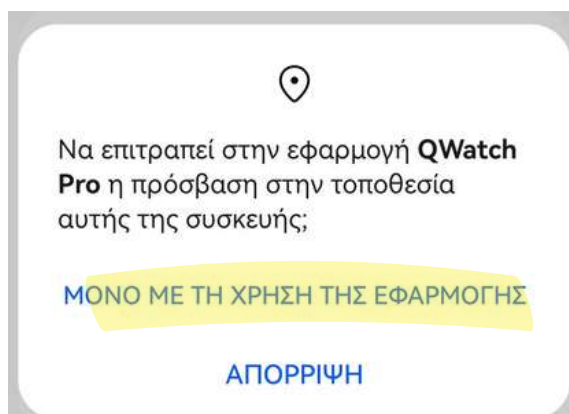 Να επιτραπεί στην εφαρμογή QWatch
Pro η πρόσβαση στην τοποθεσία
αυτής της συσκευής;
ΜΟΝΟ ΜΕ ΤΗ ΧΡΗΣΗ ΤΗΣ ΕΦΑΡΜΟΓΗΣ
ΑΠΟΡΡΙΨΗ